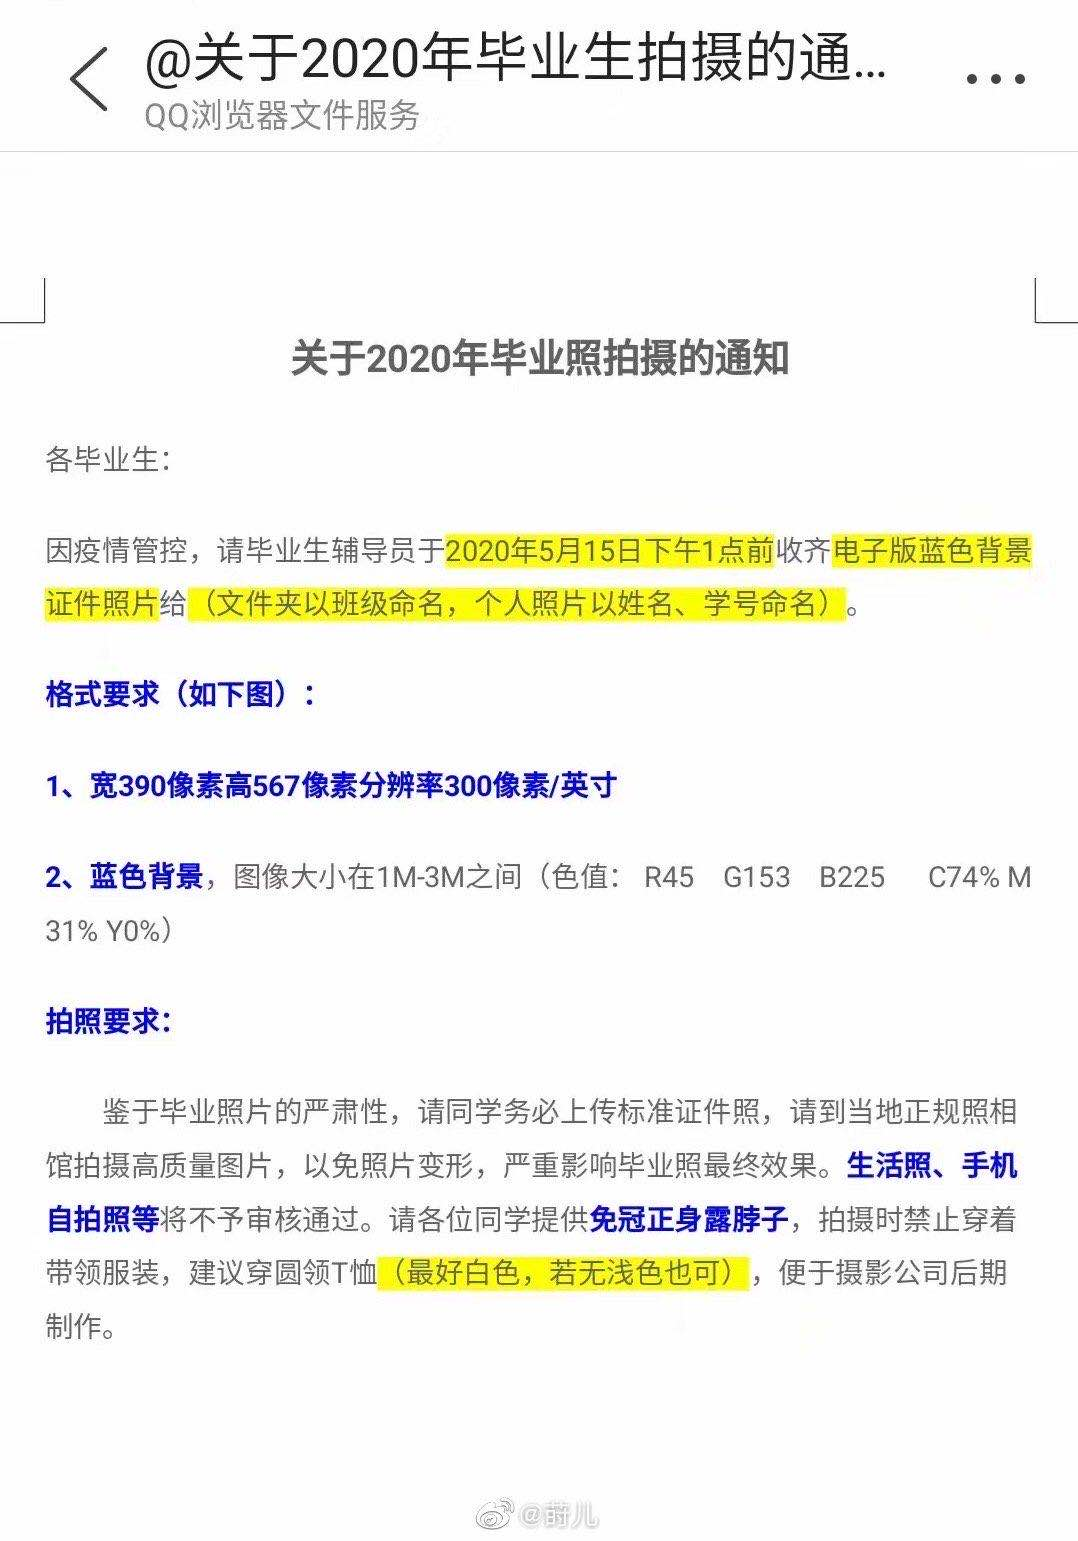 @关于2020年毕业生拍摄的通...
QQ浏览器文件服务
关于2020年毕业照拍摄的通知
各毕业生：
因疫情管控，请毕业生辅导员于2020年5月15日下午1点前收齐电子版蓝色背景
证件照片给（文件夹以班级命名，个人照片以姓名、学号命名）。
格式要求（如下图）：
1、宽390像素高567像素分辨率300像素/英寸
2、蓝色背景，图像大小在1M-3M之间（色值： R45 G153 B225 C74% M
31% Y0%）
拍照要求：
鉴于毕业照片的严肃性，请同学务必上传标准证件照，请到当地正规照相
馆拍摄高质量图片，以免照片变形，严重影响毕业照最终效果。生活照、手机
自拍照等将不予审核通过。请各位同学提供免冠正身露脖子，拍摄时禁止穿着
带领服装，建议穿圆领T恤（最好白色，若无浅色也可），便于摄影公司后期
制作。
@莳儿